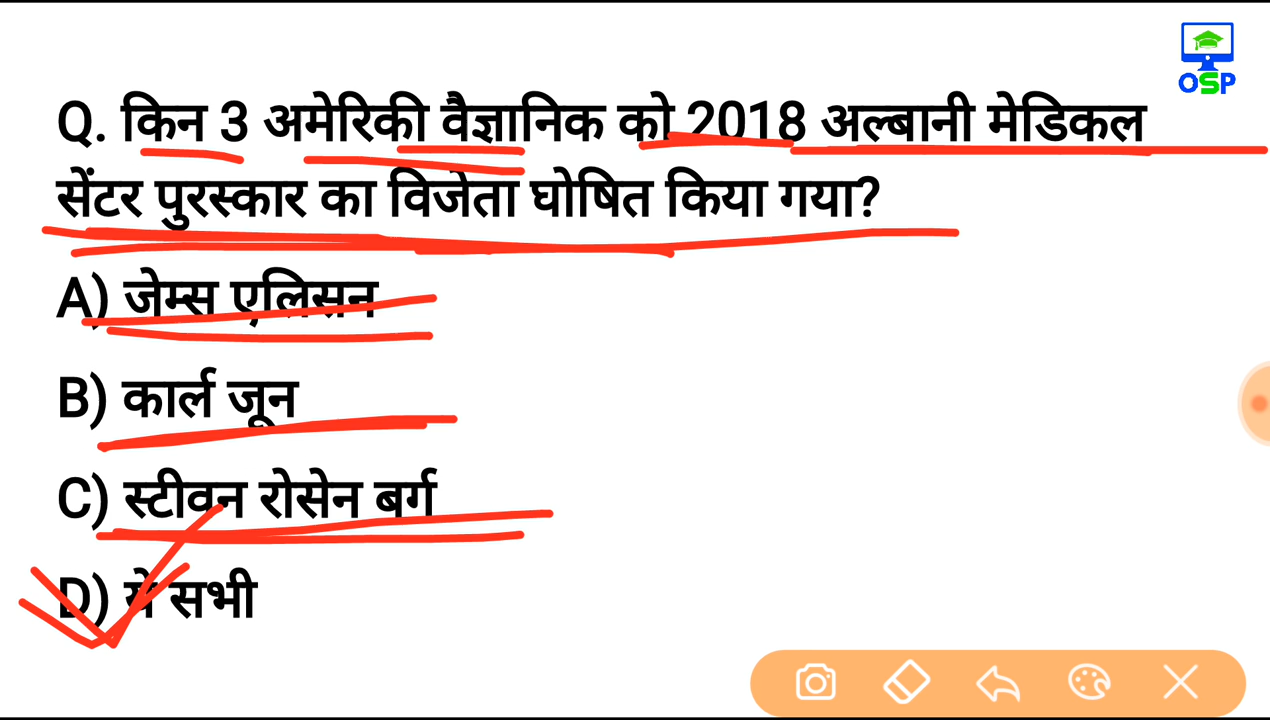 OSP
Q. किन 3 अमेरिकी वैज्ञानिक को 2018 अल्बानी मेडिकल
सेंटर पुरस्कार का विजेता घोषित किया गया?
A) जेम्स एलिसन
B) कार्ल जून
C) स्टीवन रोसेन बर्ग
D) ये सभी